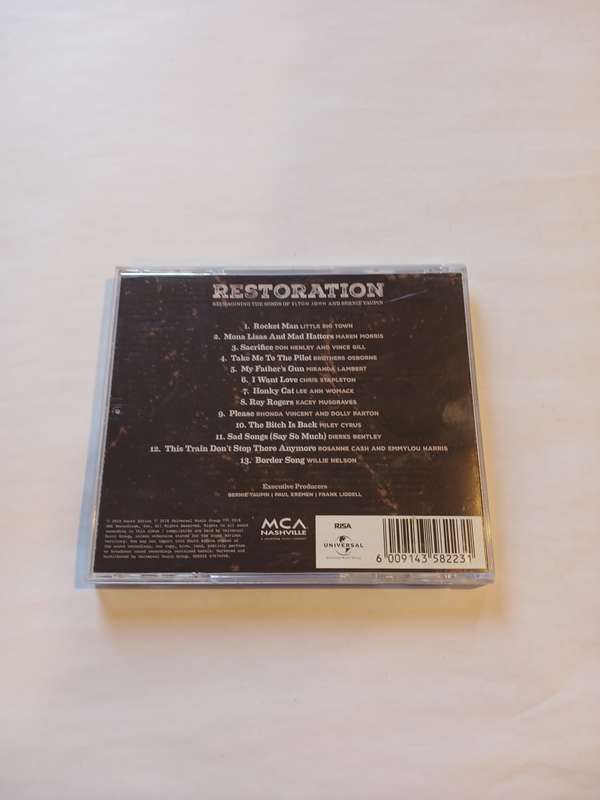 RESTORATION
REIMAGINING THE SONGS OF ELTON JOHN AND BERNIE TAUPIN
1. Rocket Man LITTLE BIG TOWN
2. Mona Lisas And Mad Hatters MAREN MORRIS
3. Sacrifice DON HENLEY AND VINCE GILL
4. Take Me To The Pilot BROTHERS OSBORNE
5. My Father's Gun MIRANDA LAMBERT
6. I Want Love CHRIS STAPLETON
7. Honky Cat LEE ANN WOMACK
8. Roy Rogers KACEY MUSGRAVES
9. Please RHONDA VINCENT AND DOLLY PARTON
10. The Bitch Is Back MILEY CYRUS
11. Sad Songs (Say So Much) DIERKS BENTLEY
12. This Train Don't Stop There Anymore ROSANNE CASH AND EMMYLOU HARRIS
13. Border Song WILLIE NELSON
Executive Producers
BERNIE TAUPIN | PAUL KREMEN | FRANK LIDDELL
MCA
NASHVILLE
RISA
UNIVERSAL
6 009143 582231